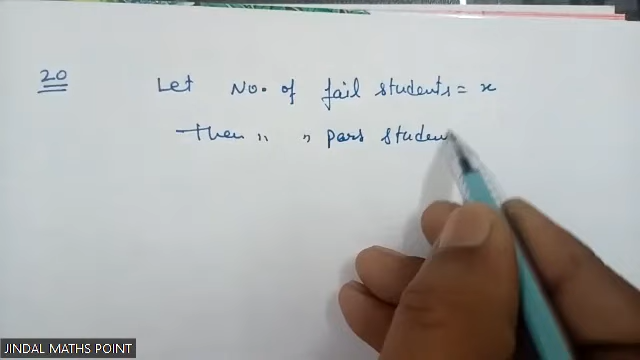 20 Let No. of fail students = x
Then " " pass studen
JINDAL MATHS POINT